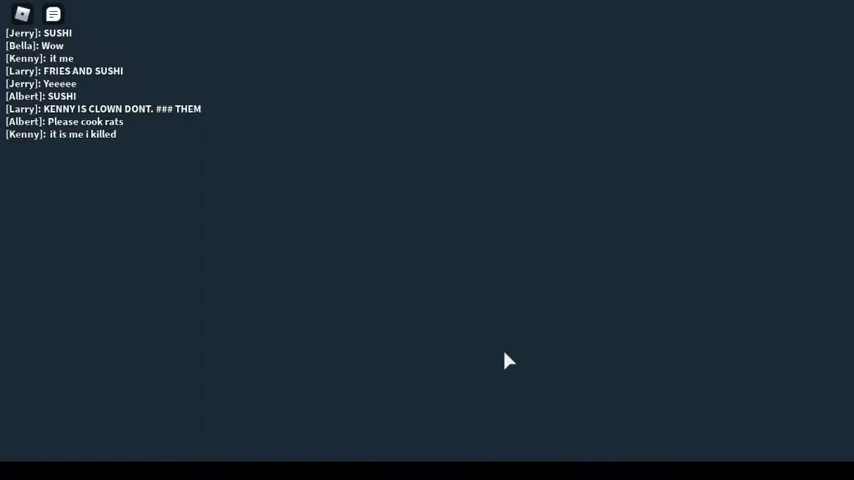 [Jerry]: SUSHI
[Bella]: Wow
[Kenny]: it me
[Larry]: FRIES AND SUSHI
[Jerry]: Yeeeee
[Albert]: SUSHI
[Larry]: KENNY IS CLOWN DONT. ### THEM
[Albert]: Please cook rats
[Kenny]: it is me i killed